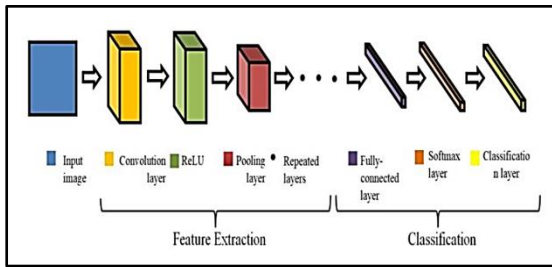 Input
image
Convolution
layer
ReLU
Pooling
layer
Repeated
layers
Fully-
connected
layer
Softmax
layer
Classificatio
n layer
Feature Extraction
Classification